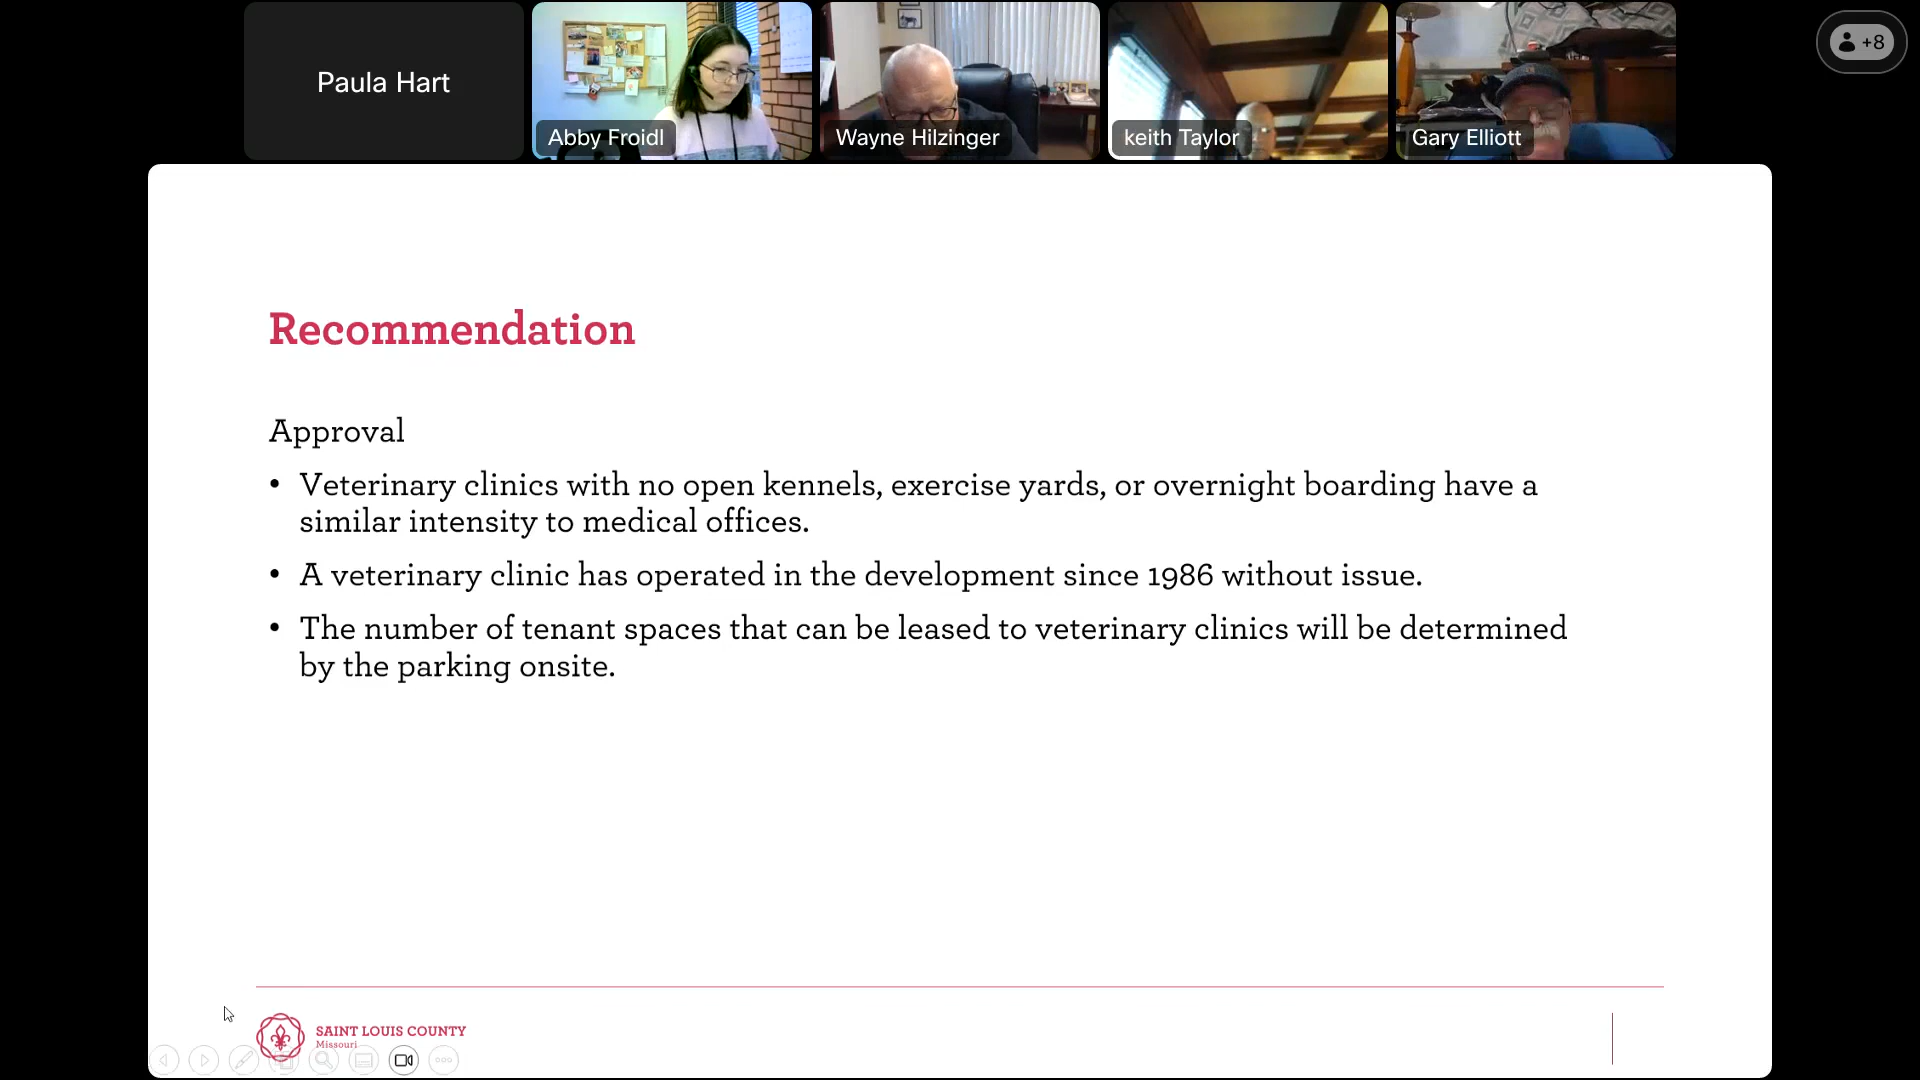 Paula Hart
Abby Froidl
Wayne Hilzinger
keith Taylor
Gary Elliott
+8
Recommendation
Approval
• Veterinary clinics with no open kennels, exercise yards, or overnight boarding have a
similar intensity to medical offices.
• A veterinary clinic has operated in the development since 1986 without issue.
• The number of tenant spaces that can be leased to veterinary clinics will be determined
by the parking onsite.
SAINT LOUIS COUNTY
Missouri